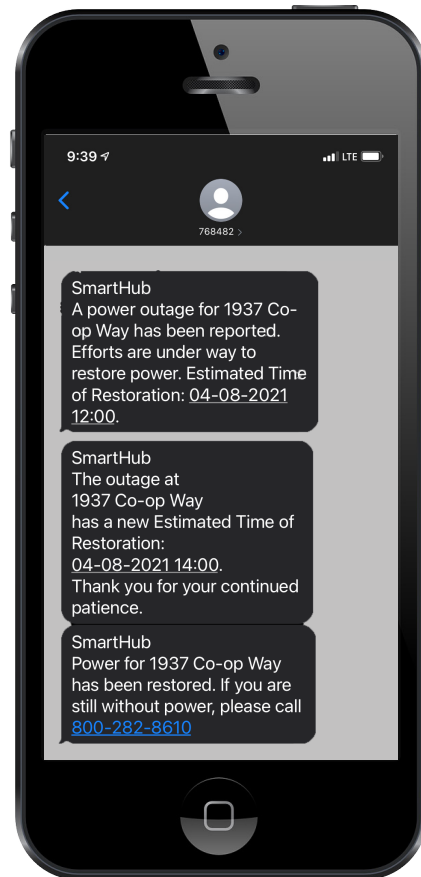 9:39
LTE
768482
SmartHub
A power outage for 1937 Co-
op Way has been reported.
Efforts are under way to
restore power. Estimated Time
of Restoration: 04-08-2021
12:00.
SmartHub
The outage at
1937 Co-op Way
has a new Estimated Time of
Restoration:
04-08-2021 14:00.
Thank you for your continued
patience.
SmartHub
Power for 1937 Co-op Way
has been restored. If you are
still without power, please call
800-282-8610